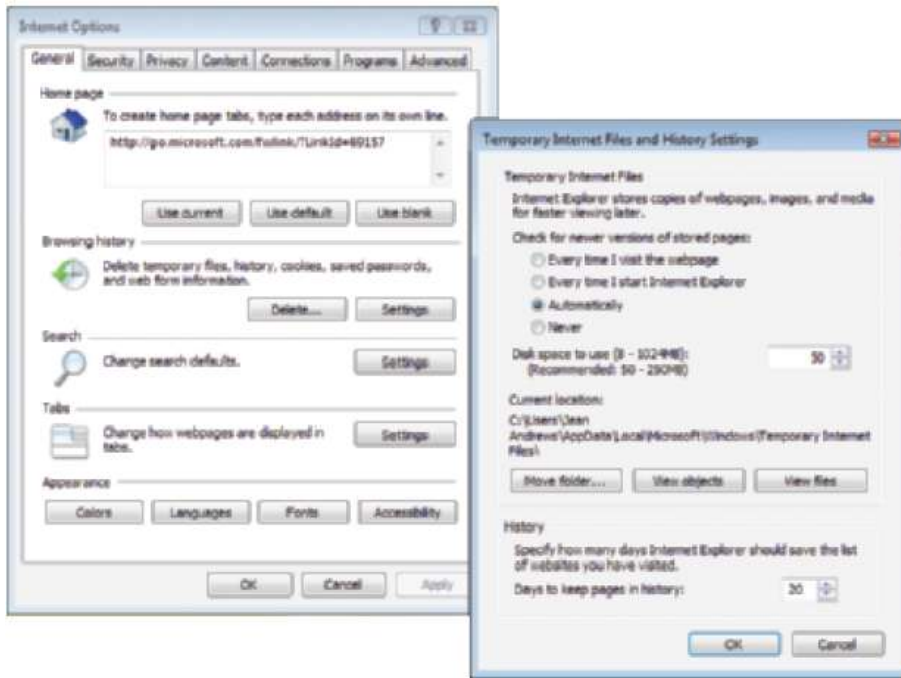 Internet Options
General Security Privacy Content Connections Programs Advanced
Home page
To create home page tabs, type each address on its own line.
http://go.microsoft.com/fwlink/?LinkId=69157
Use current Use default Use blank
Browsing history
Delete temporary files, history, cookies, saved passwords,
and web form information.
Delete... Settings
Search
Change search defaults.
Settings
Tabs
Change how webpages are displayed in
tabs.
Settings
Appearance
Colors Languages Fonts Accessibility
OK Cancel Apply
Temporary Internet Files and History Settings
Temporary Internet Files
Internet Explorer stores copies of webpages, images, and media
for faster viewing later.
Check for newer versions of stored pages:
Every time I visit the webpage
Every time I start Internet Explorer
Automatically
Never
Disk space to use (8 - 1024MB):
(Recommended: 50 - 250MB)
50
Current location:
C:\Users\Jean
Andrews\AppData\Local\Microsoft\Windows\Temporary Internet
Files\
Move folder... View objects View files
History
Specify how many days Internet Explorer should save the list
of websites you have visited.
Days to keep pages in history: 20
OK Cancel